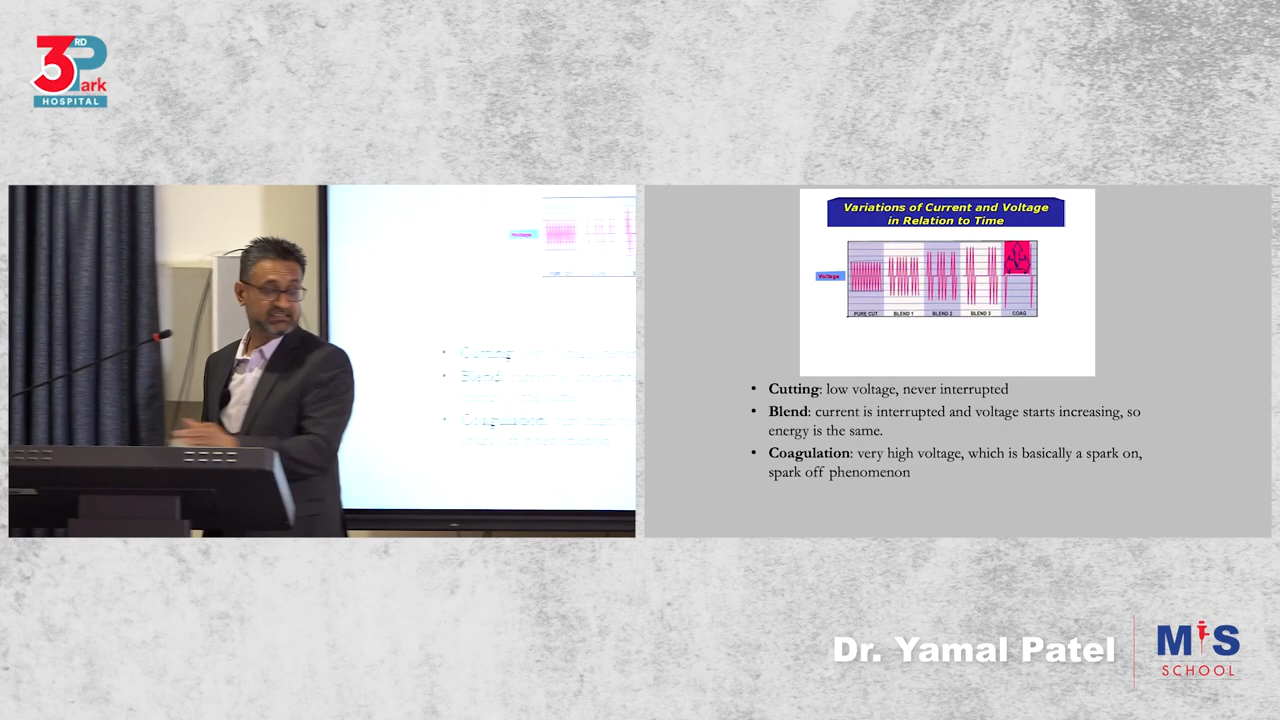 3RD Park
HOSPITAL
Voltage
Variations of Current and Voltage
in Relation to Time
Voltage
PURE CUT BLEND 1 BLEND 2 BLEND 3 COAG
• Cutting: low voltage, never interrupted
• Blend: current is interrupted and voltage starts increasing, so
energy is the same.
• Coagulation: very high voltage, which is basically a spark on,
spark off phenomenon
Dr. Yamal Patel
MIS
SCHOOL